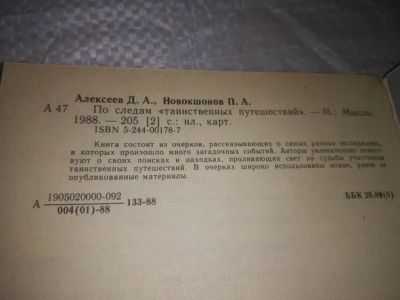 Алексеев Д. А., Новокшонов П. А.
А 47 По следам «таинственных путешествий». — М.: Мысль,
1988. — 205 [2] с.: ил., карт.
ISBN 5-244-00178-7
Книга состоит из очерков, рассказывающих о самых разных экспедициях,
в которых произошло много загадочных событий. Авторы увлекательно повест-
вуют о своих поисках и находках, проливающих свет на судьбы участников
таинственных путешествий. В очерках широко использованы новые, ранее не
опубликованные материалы.
А 1905020000-092
004(01)-88
133-88
ББК 26.89(0)